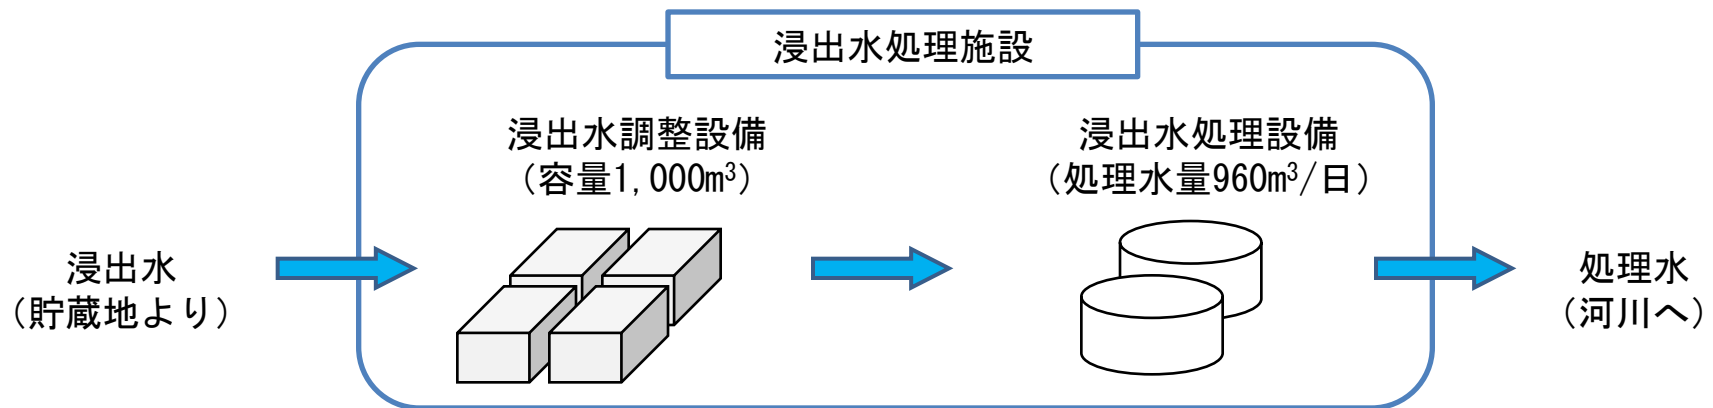 浸出水処理施設
浸出水調整設備
（容量1,000m³）
浸出水処理設備
（処理水量960m³/日）
浸出水
（貯蔵地より）
処理水
（河川へ）